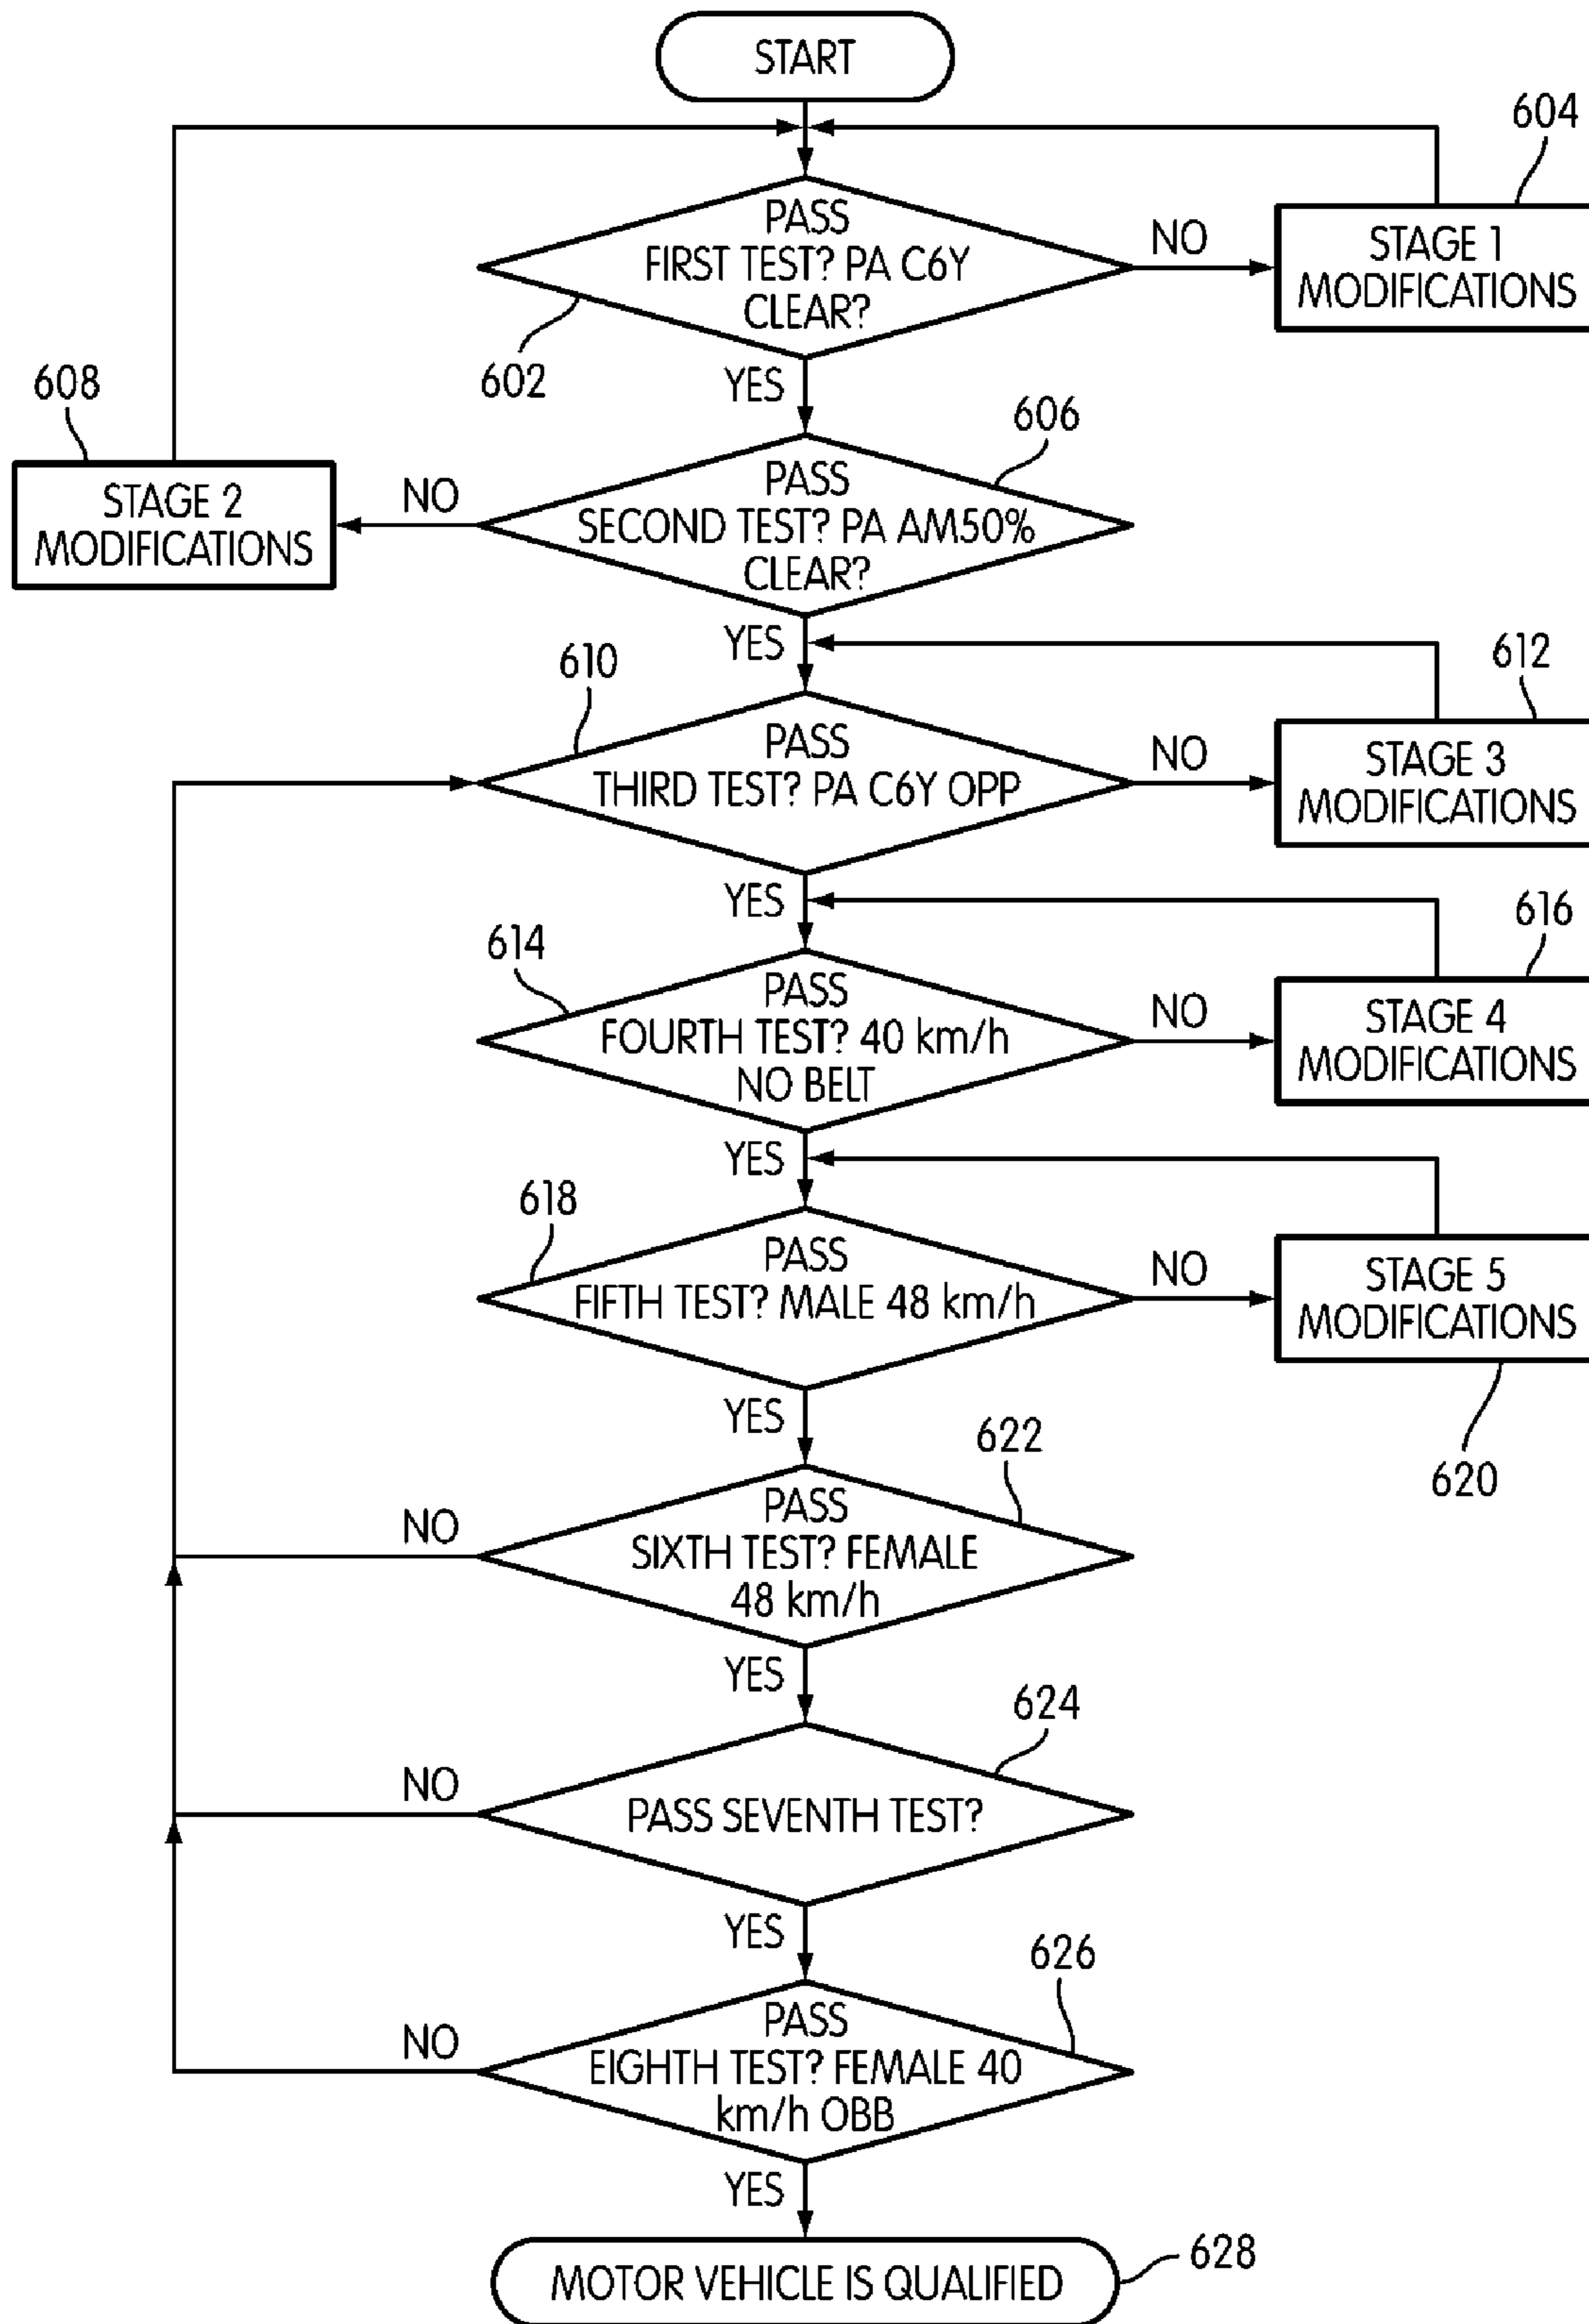 START
604
PASS
FIRST TEST? PA C6Y
CLEAR?
NO
STAGE 1
MODIFICATIONS
602
YES
608
606
STAGE 2
MODIFICATIONS
NO
PASS
SECOND TEST? PA AM50%
CLEAR?
YES
610
612
PASS
THIRD TEST? PA C6Y OPP
NO
STAGE 3
MODIFICATIONS
YES
614
616
PASS
FOURTH TEST? 40 km/h
NO BELT
NO
STAGE 4
MODIFICATIONS
YES
618
PASS
FIFTH TEST? MALE 48 km/h
NO
STAGE 5
MODIFICATIONS
620
YES
622
NO
PASS
SIXTH TEST? FEMALE
48 km/h
YES
624
NO
PASS SEVENTH TEST?
YES
626
NO
PASS
EIGHTH TEST? FEMALE 40
km/h OBB
YES
MOTOR VEHICLE IS QUALIFIED
628